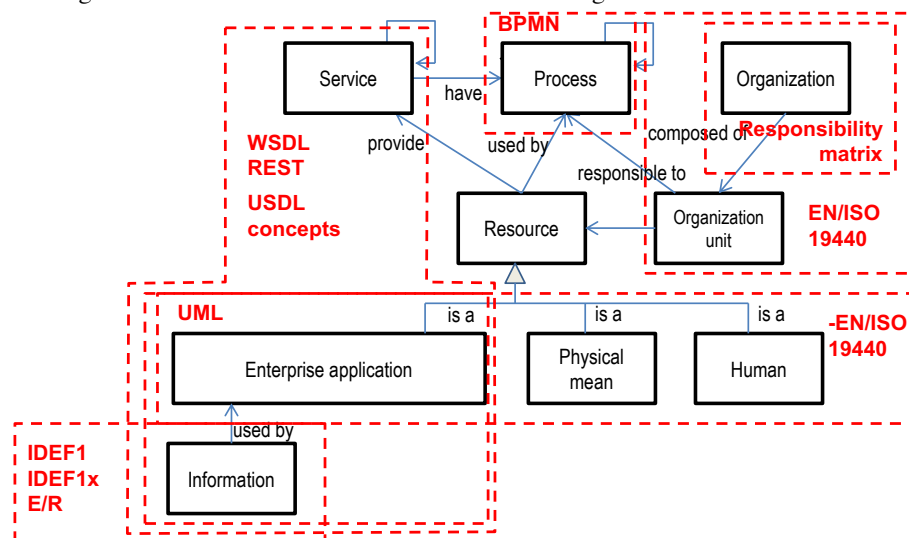 BPMN
Service
Process
Organization
have
WSDL
REST
USDL
concepts
provide
used by
composed of
Responsibility
matrix
responsible to
Resource
Organization
unit
EN/ISO
19440
UML
is a
is a
is a
-EN/ISO
19440
Enterprise application
Physical
mean
Human
used by
IDEF1
IDEF1x
E/R
Information